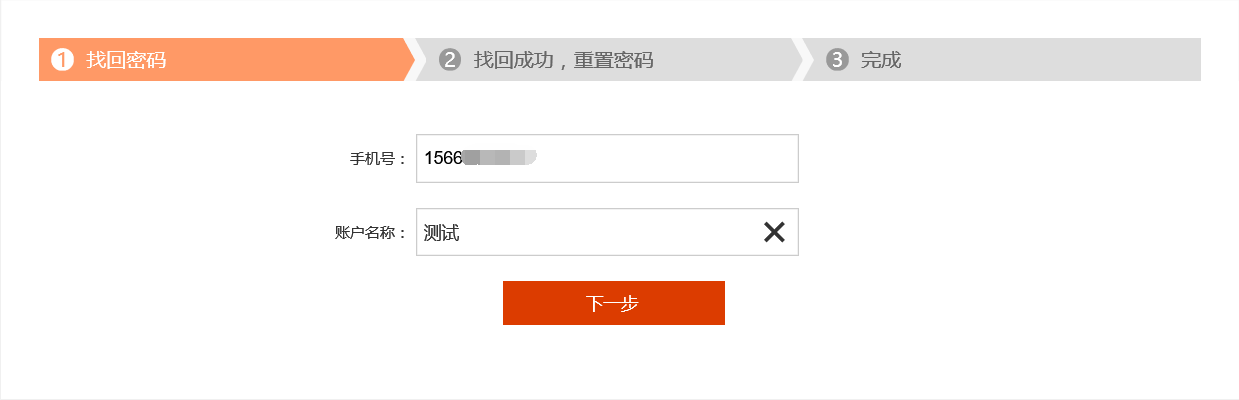 1 找回密码
2 找回成功，重置密码
3 完成
手机号： 1566
账户名称： 测试
下一步